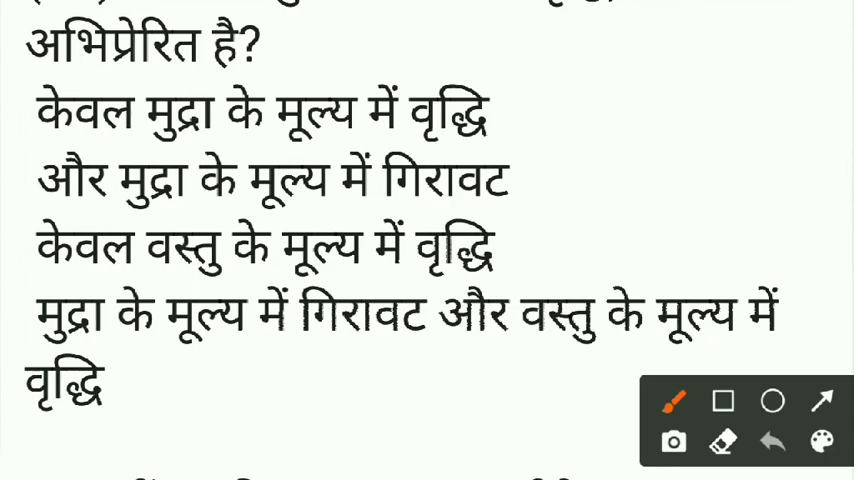 अभिप्रेरित है?
केवल मुद्रा के मूल्य में वृद्धि
और मुद्रा के मूल्य में गिरावट
केवल वस्तु के मूल्य में वृद्धि
मुद्रा के मूल्य में गिरावट और वस्तु के मूल्य में
वृद्धि